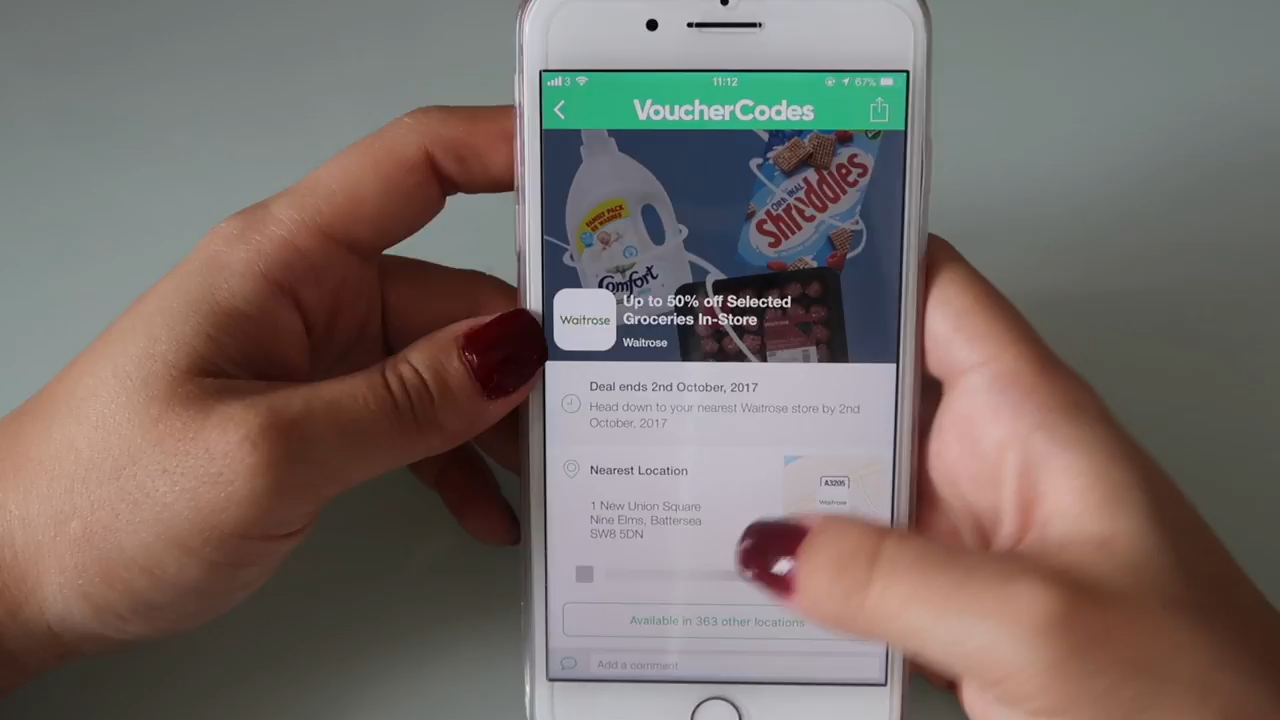 3 11:12 67%
VoucherCodes
FAMILY PACK
Comfort
ORIGINAL
Shreddies
Waitrose
Up to 50% off Selected
Groceries In-Store
Waitrose
Deal ends 2nd October, 2017
Head down to your nearest Waitrose store by 2nd
October, 2017
Nearest Location
A3205
Waitrose
1 New Union Square
Nine Elms, Battersea
SW8 5DN
Available in 363 other locations
Add a comment